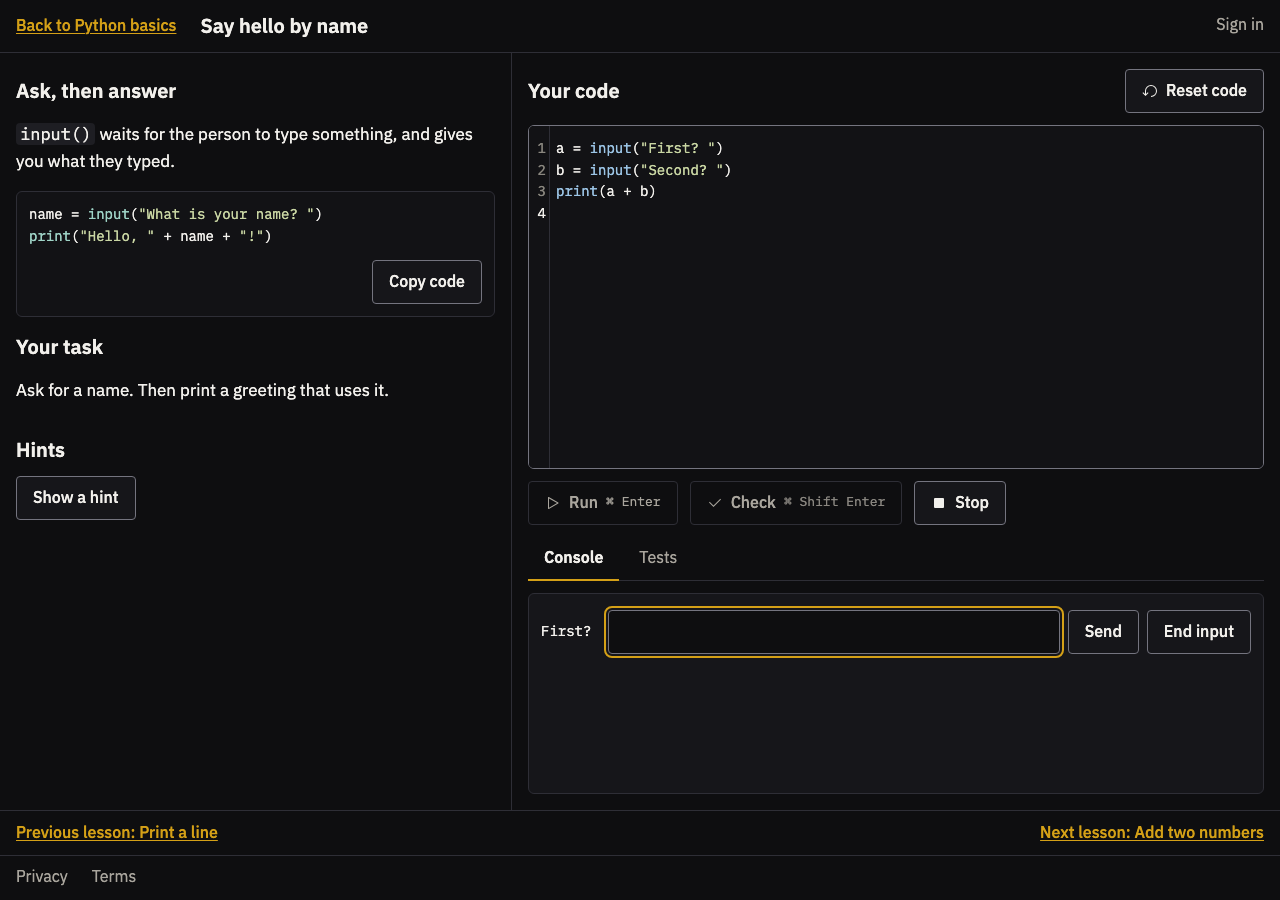 Back to Python basics
Say hello by name
Sign in
Ask, then answer
input() waits for the person to type something, and gives
you what they typed.
name = input("What is your name? ")
print("Hello, " + name + "!")
Copy code
Your task
Ask for a name. Then print a greeting that uses it.
Hints
Show a hint
Your code
Reset code
1 a = input("First? ")
2 b = input("Second? ")
3 print(a + b)
4
Run ⌘ Enter
Check ⌘ Shift Enter
Stop
Console
Tests
First?
Send
End input
Previous lesson: Print a line
Next lesson: Add two numbers
Privacy
Terms